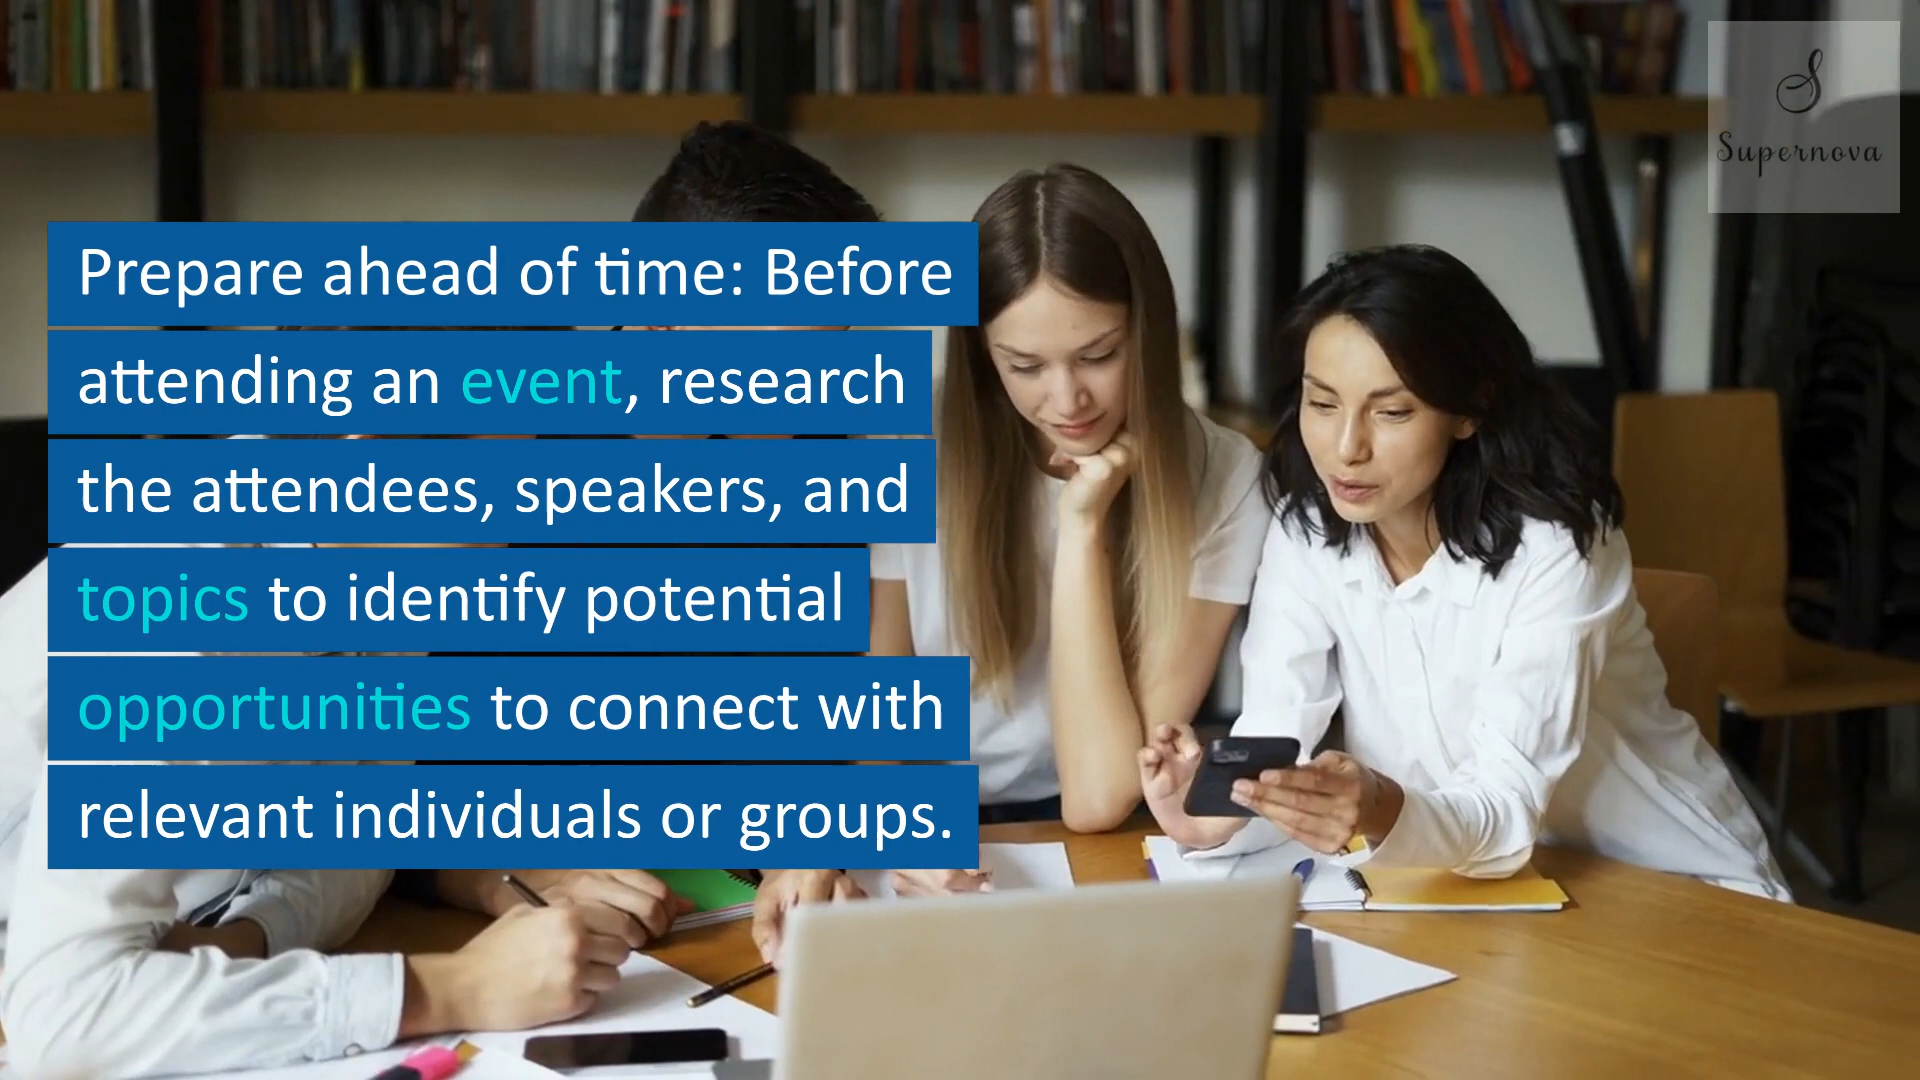 Prepare ahead of time: Before
attending an event, research
the attendees, speakers, and
topics to identify potential
opportunities to connect with
relevant individuals or groups.
S
Supernova